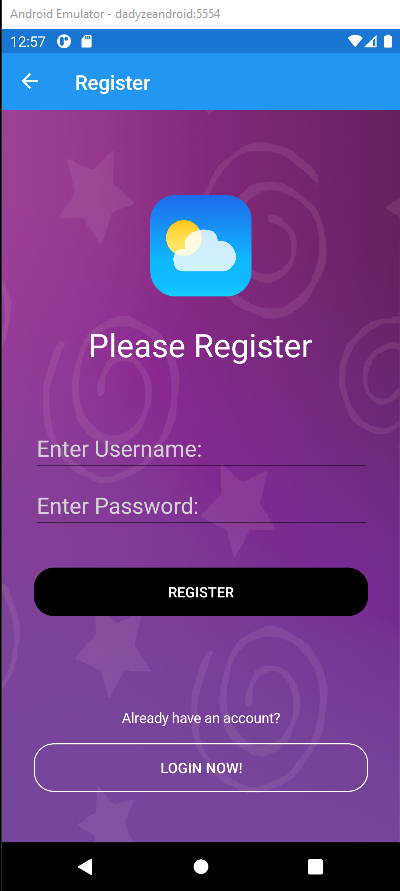 Android Emulator - dadyzeandroid:5554
12:57
Register
Please Register
Enter Username:
Enter Password:
REGISTER
Already have an account?
LOGIN NOW!